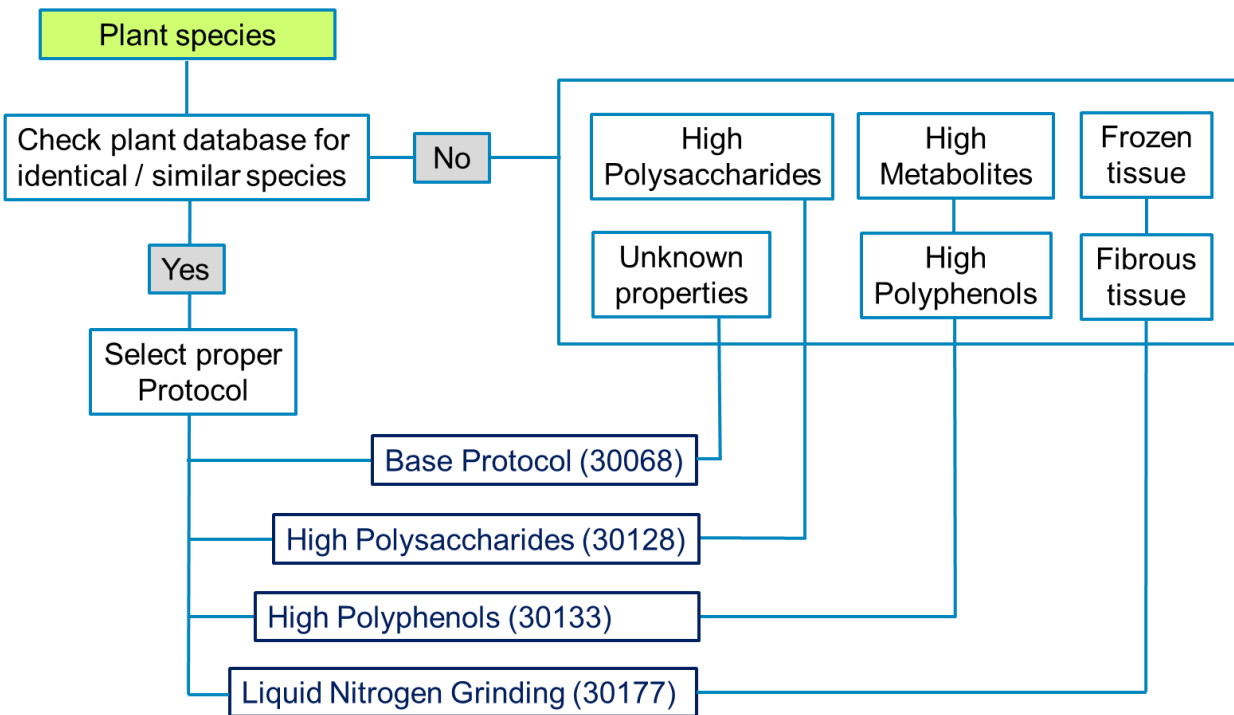 Plant species
Check plant database for
identical / similar species
No
Yes
Select proper
Protocol
High
Polysaccharides
High
Metabolites
Frozen
tissue
Unknown
properties
High
Polyphenols
Fibrous
tissue
Base Protocol (30068)
High Polysaccharides (30128)
High Polyphenols (30133)
Liquid Nitrogen Grinding (30177)